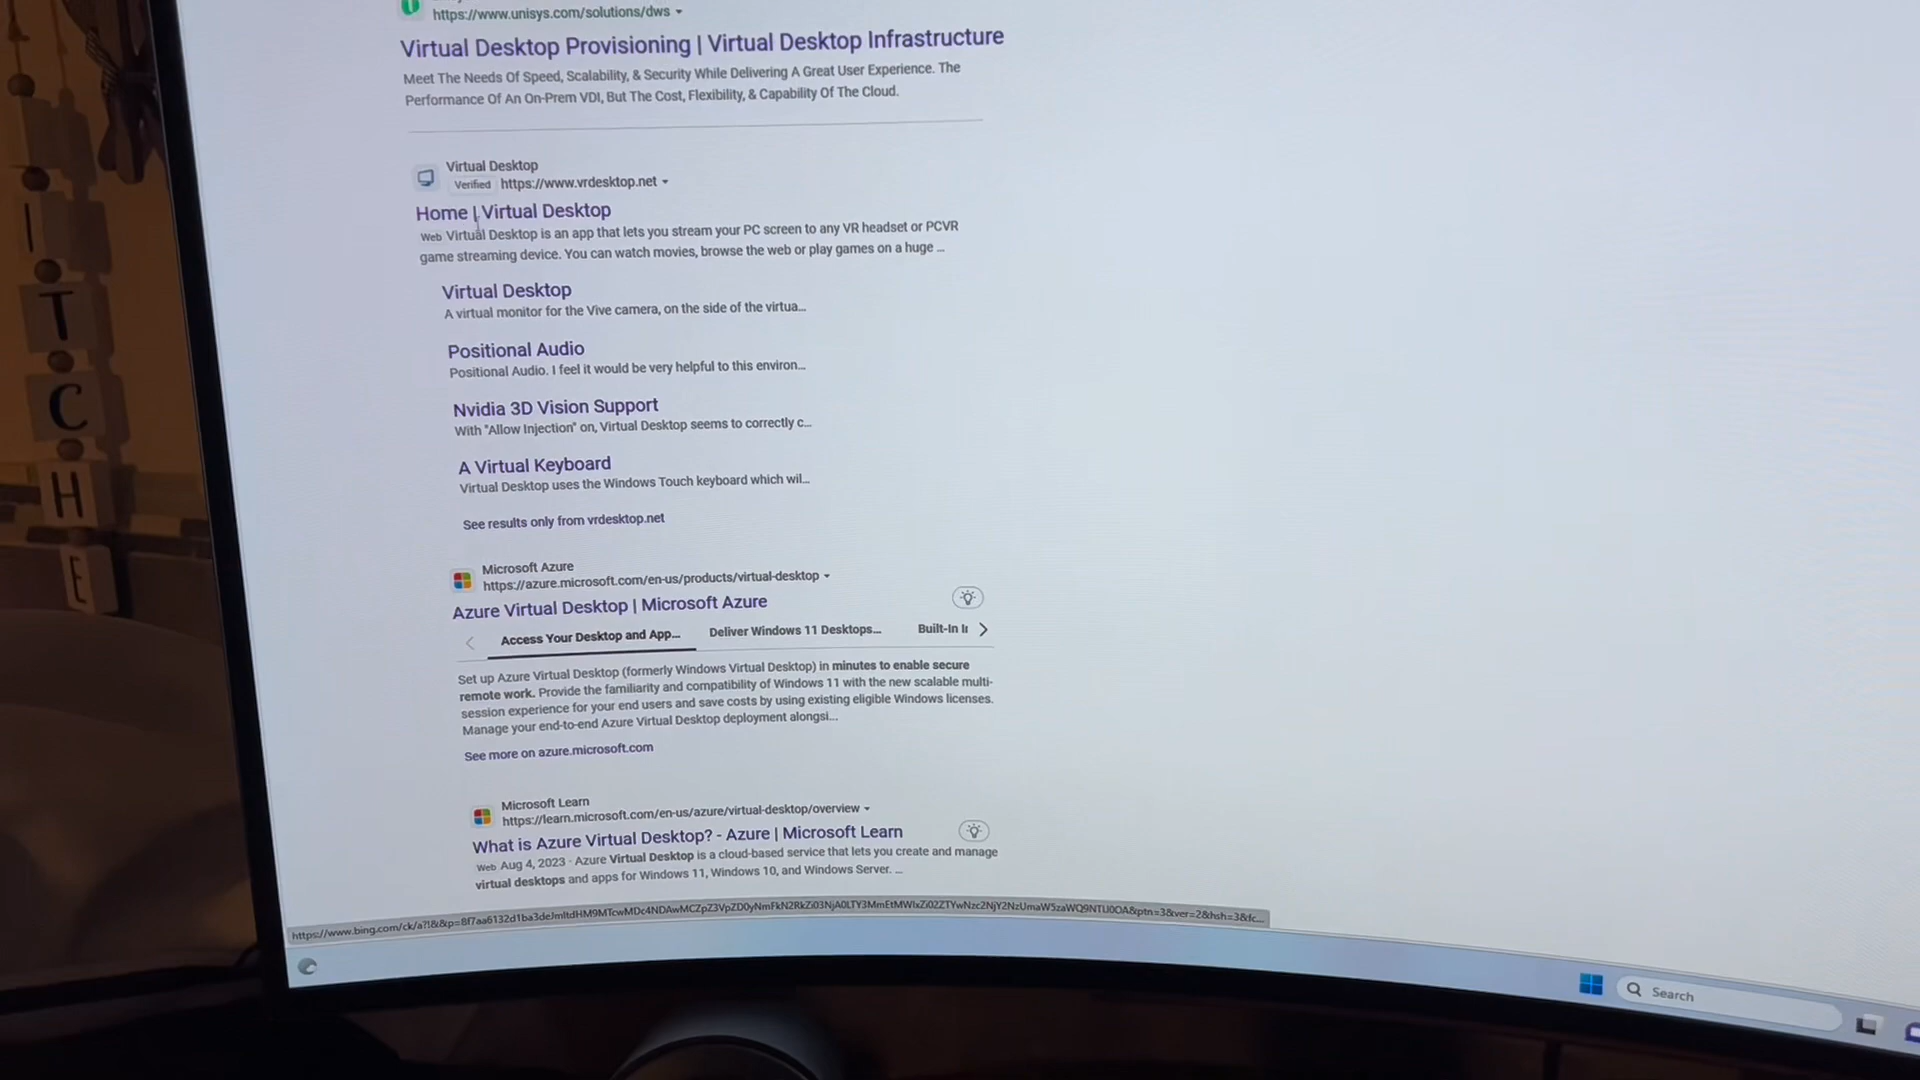 https://www.unisys.com/solutions/dws
Virtual Desktop Provisioning | Virtual Desktop Infrastructure
Meet The Needs Of Speed, Scalability, & Security While Delivering A Great User Experience. The
Performance Of An On-Prem VDI, But The Cost, Flexibility, & Capability Of The Cloud.
Virtual Desktop
Verified https://www.vrdesktop.net
Home | Virtual Desktop
Web Virtual Desktop is an app that lets you stream your PC screen to any VR headset or PCVR
game streaming device. You can watch movies, browse the web or play games on a huge ...
Virtual Desktop
A virtual monitor for the Vive camera, on the side of the virtua...
Positional Audio
Positional Audio. I feel it would be very helpful to this environ...
Nvidia 3D Vision Support
With "Allow Injection" on, Virtual Desktop seems to correctly c...
A Virtual Keyboard
Virtual Desktop uses the Windows Touch keyboard which wil...
See results only from vrdesktop.net
Microsoft Azure
https://azure.microsoft.com/en-us/products/virtual-desktop
Azure Virtual Desktop | Microsoft Azure
Access Your Desktop and App... Deliver Windows 11 Desktops... Built-In
Set up Azure Virtual Desktop (formerly Windows Virtual Desktop) in minutes to enable secure
remote work. Provide the familiarity and compatibility of Windows 11 with the new scalable multi-
session experience for your end users and save costs by using existing eligible Windows licenses.
Manage your end-to-end Azure Virtual Desktop deployment alongsi...
See more on azure.microsoft.com
Microsoft Learn
https://learn.microsoft.com/en-us/azure/virtual-desktop/overview
What is Azure Virtual Desktop? - Azure | Microsoft Learn
Web Aug 4, 2023 · Azure Virtual Desktop is a cloud-based service that lets you create and manage
virtual desktops and apps for Windows 11, Windows 10, and Windows Server. ...
Search
I
T
C
H
E